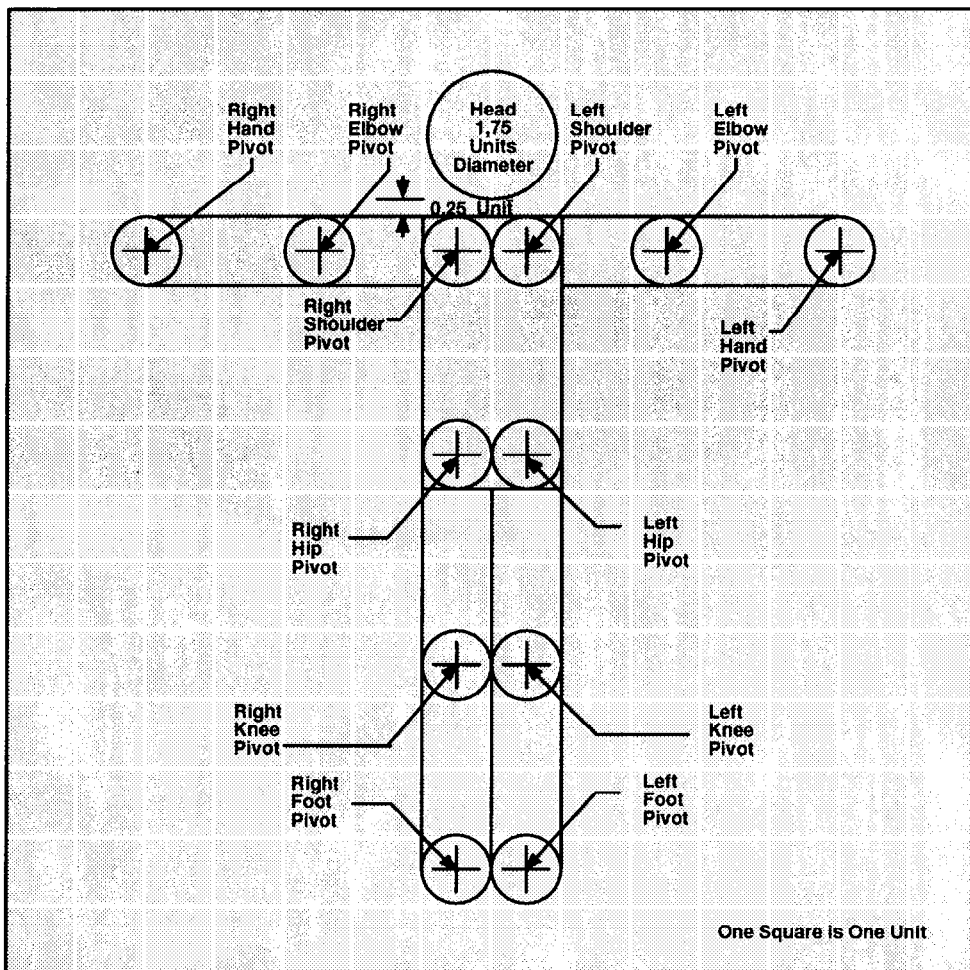 Right
Hand
Pivot
Right
Elbow
Pivot
Head
1,75
Units
Diameter
Left
Shoulder
Pivot
Left
Elbow
Pivot
0.25 Unit
Right
Shoulder
Pivot
Left
Hand
Pivot
Right
Hip
Pivot
Left
Hip
Pivot
Right
Knee
Pivot
Left
Knee
Pivot
Right
Foot
Pivot
Left
Foot
Pivot
One Square is One Unit